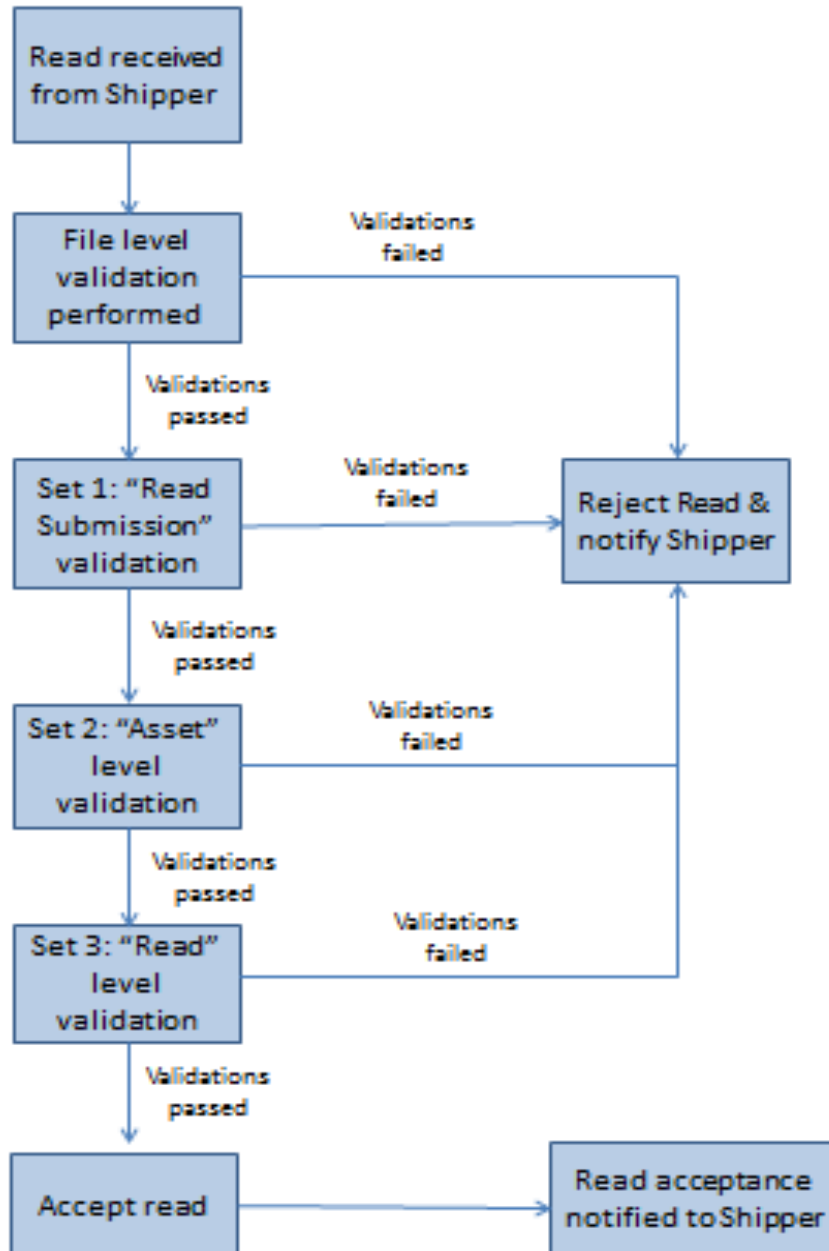 Read received
from Shipper
File level
validation
performed
Validations
failed
Validations
passed
Set 1: “Read
Submission”
validation
Validations
failed
Reject Read &
notify Shipper
Validations
passed
Set 2: “Asset”
level
validation
Validations
failed
Validations
passed
Set 3: “Read”
level
validation
Validations
failed
Validations
passed
Accept read
Read acceptance
notified to Shipper